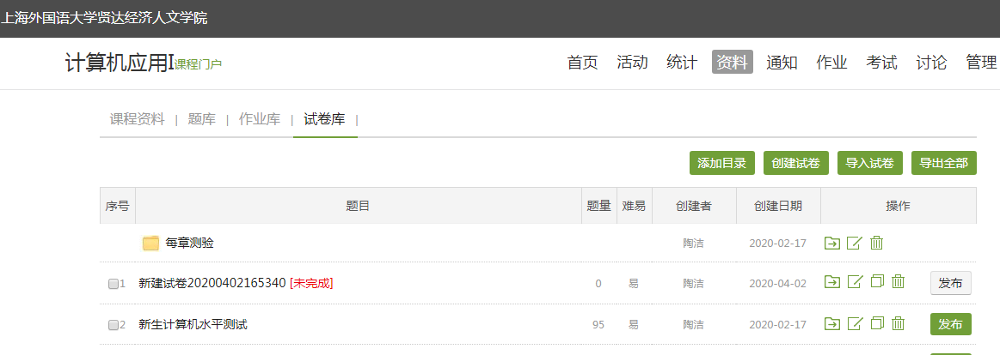 上海外国语大学贤达经济人文学院
计算机应用I课程门户 首页 活动 统计 资料 通知 作业 考试 讨论 管理
课程资料 | 题库 | 作业库 | 试卷库 |
添加目录 创建试卷 导入试卷 导出全部
序号 题目 题量 难易 创建者 创建日期 操作
每章测验 陶洁 2020-02-17
1 新建试卷20200402165340 [未完成] 0 易 陶洁 2020-04-02 发布
2 新生计算机水平测试 95 易 陶洁 2020-02-17 发布